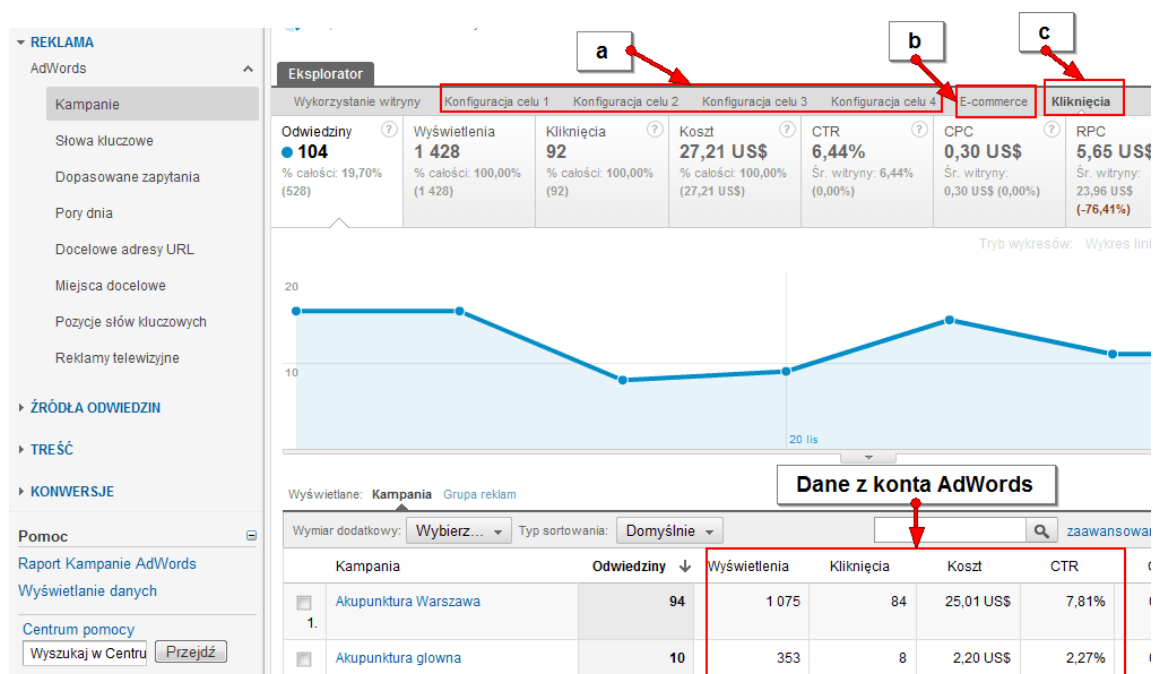 REKLAMA
AdWords
Kampanie
Słowa kluczowe
Dopasowane zapytania
Pory dnia
Docelowe adresy URL
Miejsca docelowe
Pozycje słów kluczowych
Reklamy telewizyjne
ŹRÓDŁA ODWIEDZIN
TREŚĆ
KONWERSJE
Pomoc
Raport Kampanie AdWords
Wyświetlanie danych
Centrum pomocy
Wyszukaj w Centru Przejdź
a b c
Eksplorator
Wykorzystanie witryny Konfiguracja celu 1 Konfiguracja celu 2 Konfiguracja celu 3 Konfiguracja celu 4 E-commerce Kliknięcia
Odwiedziny ? Wyświetlenia Kliknięcia ? Koszt ? CTR ? CPC ? RPC
104 1 428 92 27,21 US$ 6,44% 0,30 US$ 5,65 US$
% całości: 19,70% % całości: 100,00% % całości: 100,00% % całości: 100,00% Śr. witryny: 6,44% Śr. witryny: Śr. witryny:
(528) (1 428) (92) (27,21 US$) (0,00%) 0,30 US$ (0,00%) 23,96 US$
(-76,41%)
Tryb wykresów: Wykres lini
20
10
20 lis
Dane z konta AdWords
Wyświetlane: Kampania Grupa reklam
Wymiar dodatkowy: Wybierz... Typ sortowania: Domyślnie zaawansowan
Kampania Odwiedziny Wyświetlenia Kliknięcia Koszt CTR
1. Akupunktura Warszawa 94 1 075 84 25,01 US$ 7,81%
Akupunktura glowna 10 353 8 2,20 US$ 2,27%